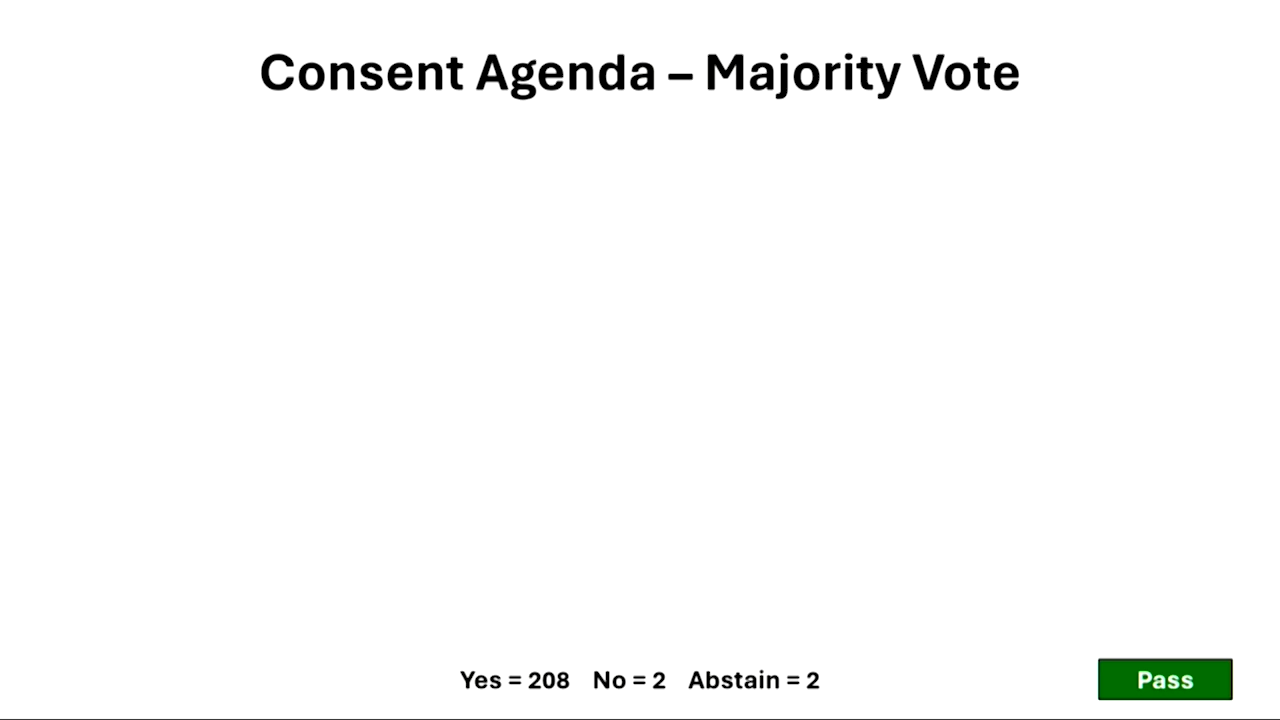 Consent Agenda – Majority Vote
Yes = 208 No = 2 Abstain = 2
Pass